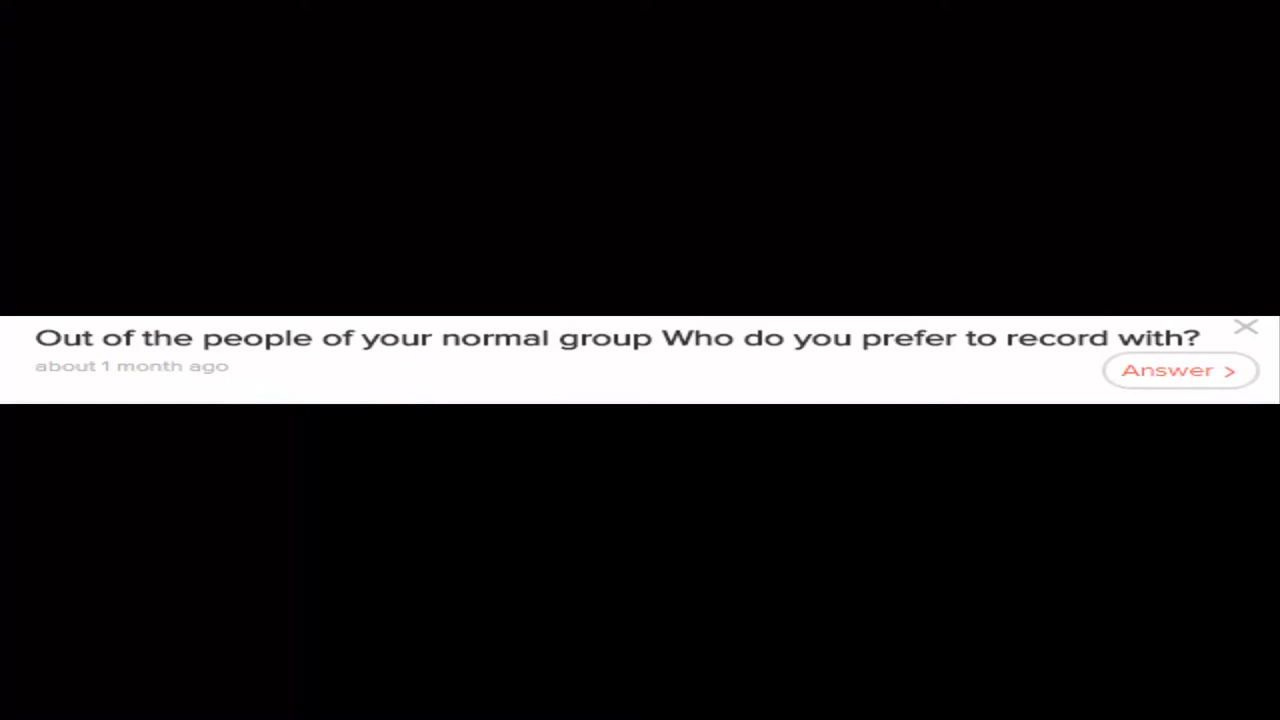 Out of the people of your normal group Who do you prefer to record with?
about 1 month ago
Answer >